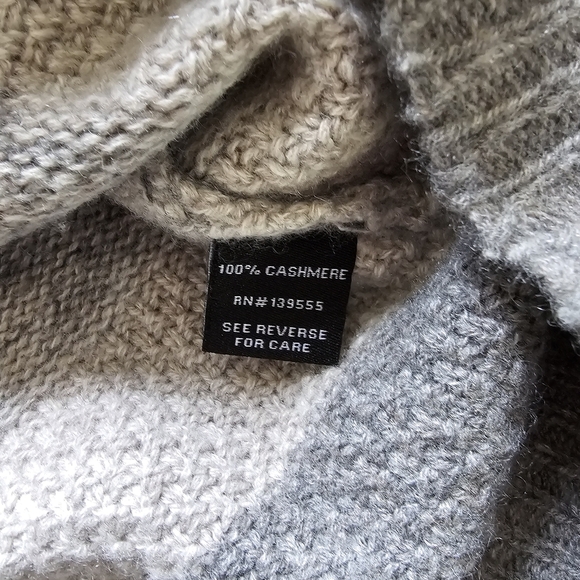 100% CASHMERE
RN#139555
SEE REVERSE
FOR CARE